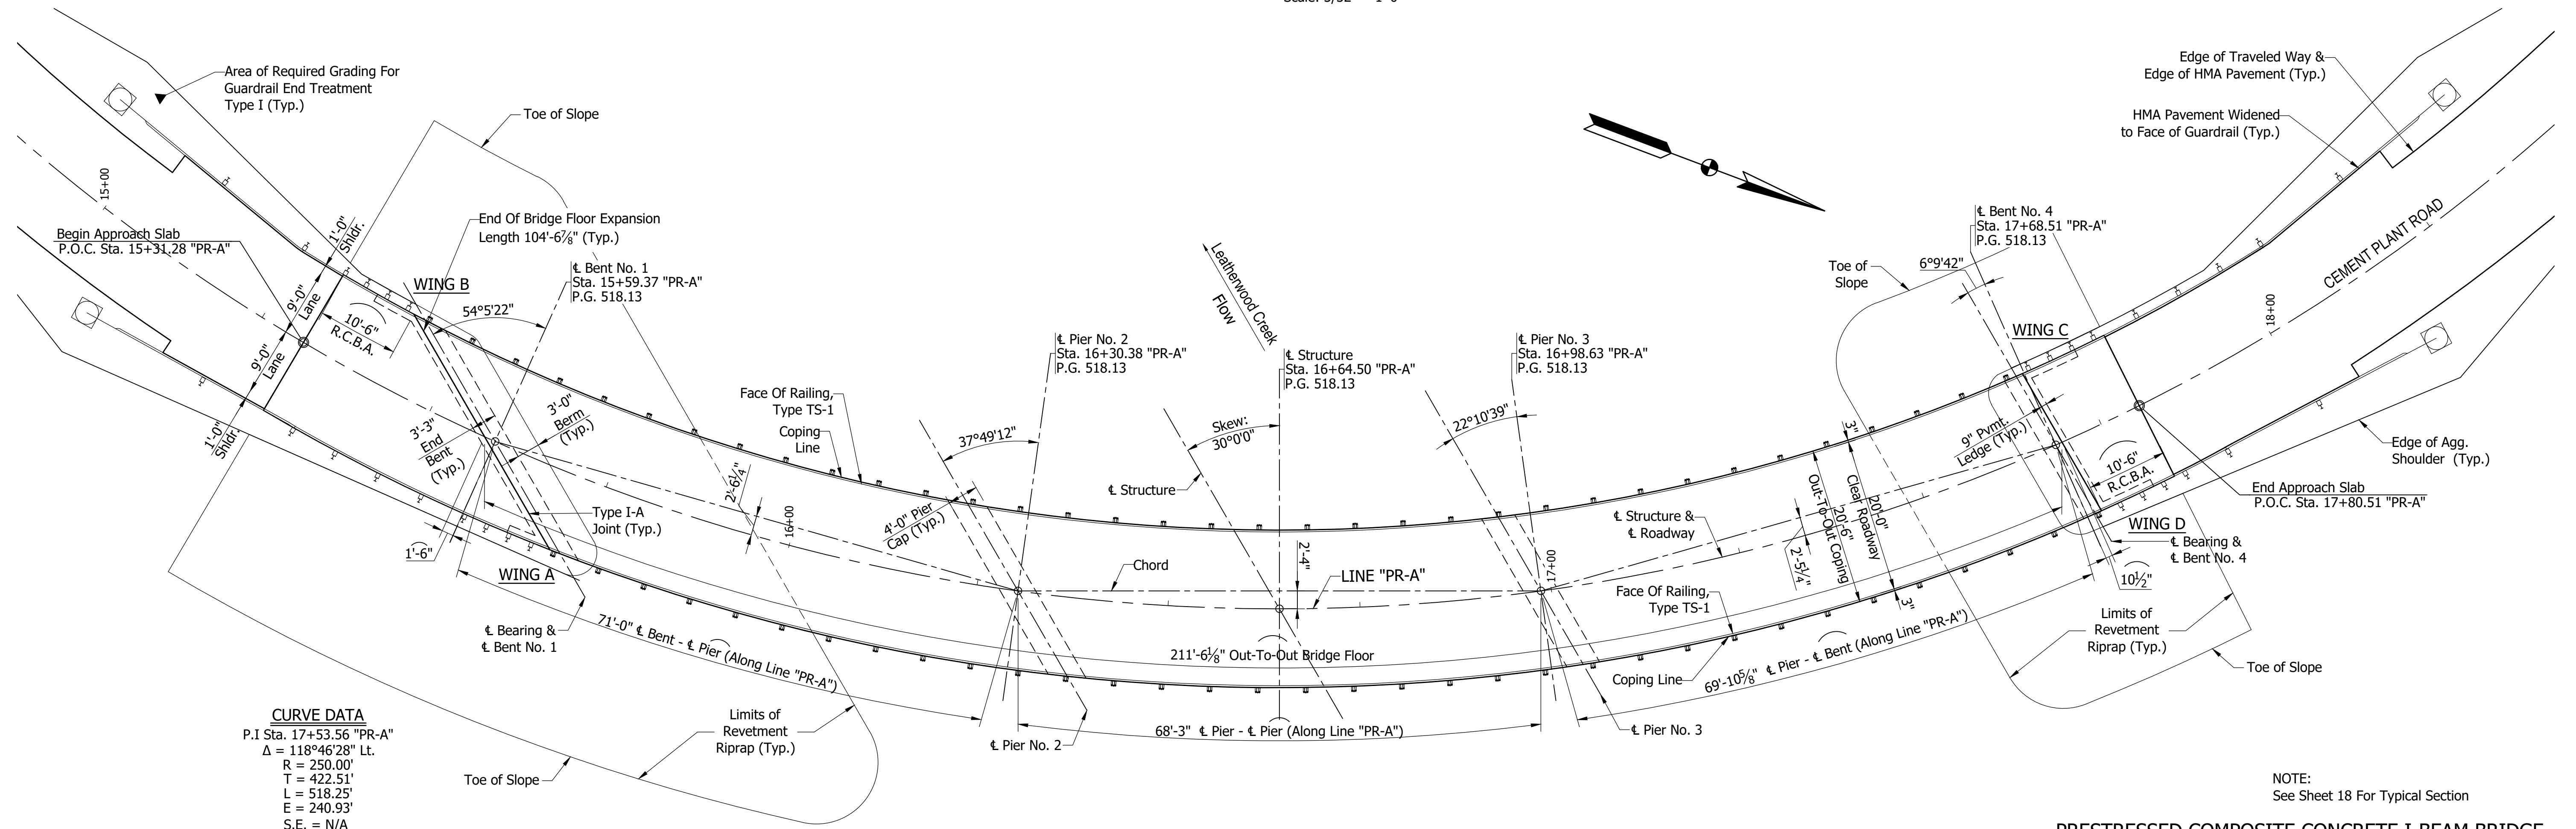 Area of Required Grading For
Guardrail End Treatment
Type I (Typ.)
Toe of Slope
Edge of Traveled Way &
Edge of HMA Pavement (Typ.)
HMA Pavement Widened
to Face of Guardrail (Typ.)
15+00
Begin Approach Slab
P.O.C. Sta. 15+31.28 "PR-A"
1'-0"
Shldr.
9'-0"
Lane
9'-0"
Lane
1'-0"
Shldr.
10'-6"
R.C.B.A.
WING B
End Of Bridge Floor Expansion
Length 104'-6⅞" (Typ.)
54°5'22"
℄ Bent No. 1
Sta. 15+59.37 "PR-A"
P.G. 518.13
3'-3"
End
Bent
(Typ.)
3'-0"
Berm
(Typ.)
Type I-A
Joint (Typ.)
1'-6"
WING A
℄ Bearing &
℄ Bent No. 1
71'-0" ℄ Bent - ℄ Pier (Along Line "PR-A")
Face Of Railing,
Type TS-1
Coping
Line
2'-6¼"
16+00
37°49'12"
4'-0" Pier
Cap (Typ.)
℄ Pier No. 2
Sta. 16+30.38 "PR-A"
P.G. 518.13
Leatherwood Creek
Flow
℄ Structure
Sta. 16+64.50 "PR-A"
P.G. 518.13
Skew:
30°0'0"
℄ Structure
Chord
2'-4"
LINE "PR-A"
211'-6⅛" Out-To-Out Bridge Floor
68'-3" ℄ Pier - ℄ Pier (Along Line "PR-A")
℄ Pier No. 2
℄ Pier No. 3
Sta. 16+98.63 "PR-A"
P.G. 518.13
22°10'39"
17+00
℄ Structure &
℄ Roadway
Face Of Railing,
Type TS-1
2'-5¼"
3"
20'-6"
Out-To-Out Coping
20'-0"
Clear Roadway
3"
Coping Line
69'-10⅝" ℄ Pier - ℄ Bent (Along Line "PR-A")
℄ Pier No. 3
℄ Bent No. 4
Sta. 17+68.51 "PR-A"
P.G. 518.13
Toe of
Slope
6°9'42"
WING C
9" Pvmt.
Ledge (Typ.)
10'-6"
R.C.B.A.
18+00
CEMENT PLANT ROAD
Edge of Agg.
Shoulder (Typ.)
End Approach Slab
P.O.C. Sta. 17+80.51 "PR-A"
WING D
℄ Bearing &
℄ Bent No. 4
10½"
Limits of
Revetment
Riprap (Typ.)
Toe of Slope
Limits of
Revetment
Riprap (Typ.)
Toe of Slope
CURVE DATA
P.I Sta. 17+53.56 "PR-A"
Δ = 118°46'28" Lt.
R = 250.00'
T = 422.51'
L = 518.25'
E = 240.93'
S.E. = N/A
NOTE:
See Sheet 18 For Typical Section
PRESTRESSED COMPOSITE CONCRETE I-BEAM BRIDGE